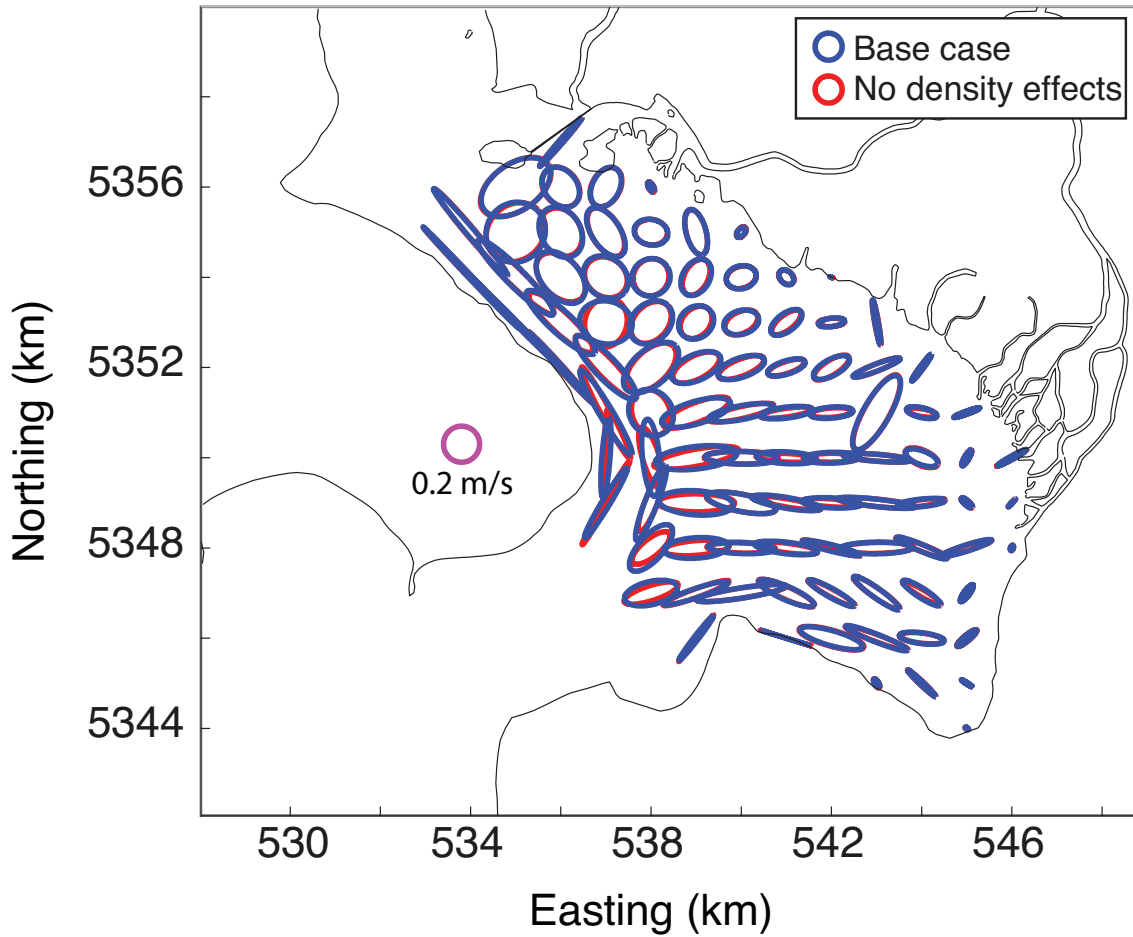 Base case
No density effects
5356
5352
5348
5344
0.2 m/s
530
534
538
542
546
Northing (km)
Easting (km)